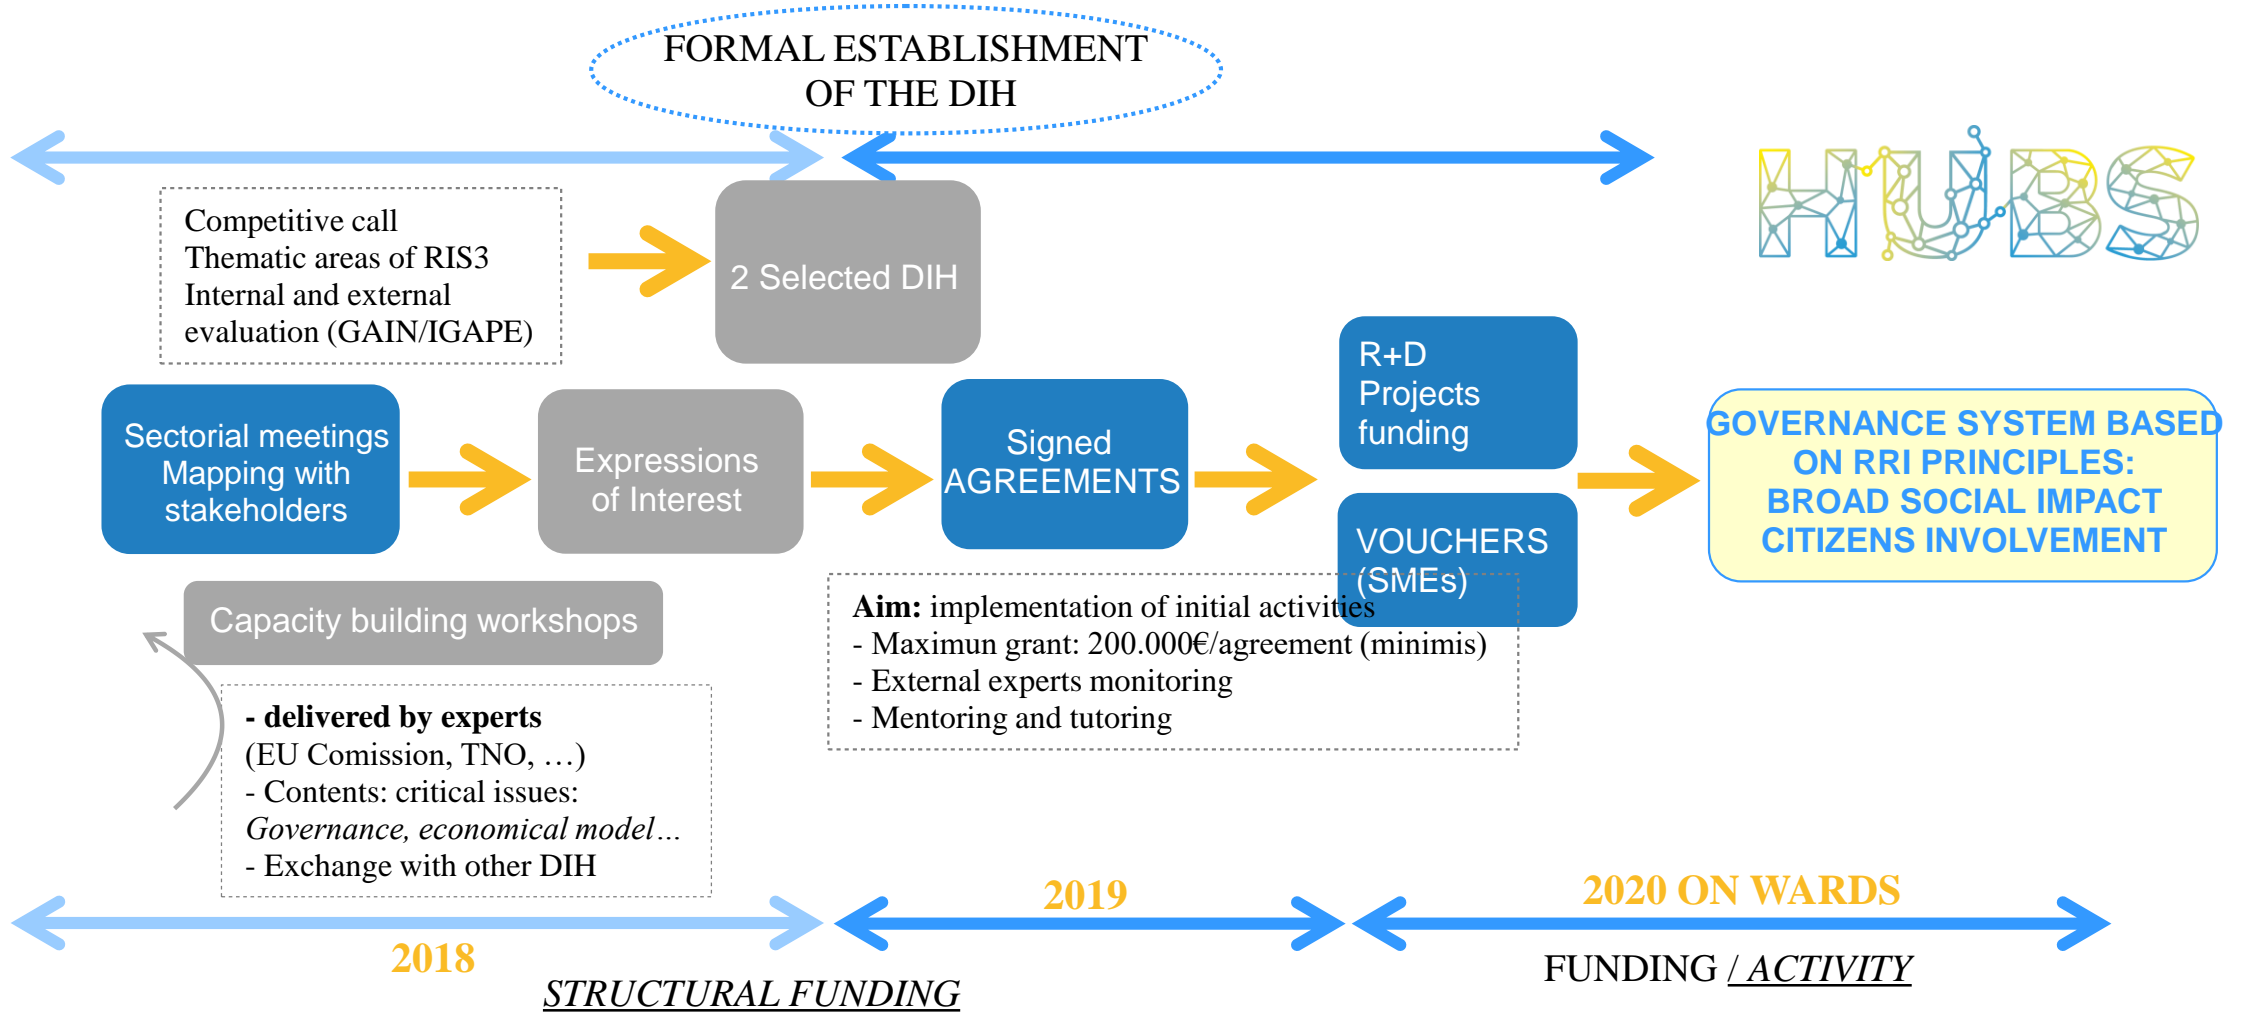 FORMAL ESTABLISHMENT
OF THE DIH
HUBS
Competitive call
Thematic areas of RIS3
Internal and external
evaluation (GAIN/IGAPE)
2 Selected DIH
Sectorial meetings
Mapping with
stakeholders
Expressions
of Interest
Signed
AGREEMENTS
R+D
Projects
funding
VOUCHERS
(SMEs)
GOVERNANCE SYSTEM BASED
ON RRI PRINCIPLES:
BROAD SOCIAL IMPACT
CITIZENS INVOLVEMENT
Capacity building workshops
- delivered by experts
(EU Comission, TNO, …)
- Contents: critical issues:
Governance, economical model…
- Exchange with other DIH
Aim: implementation of initial activities
- Maximun grant: 200.000€/agreement (minimis)
- External experts monitoring
- Mentoring and tutoring
2018
2019
2020 ON WARDS
STRUCTURAL FUNDING
FUNDING / ACTIVITY